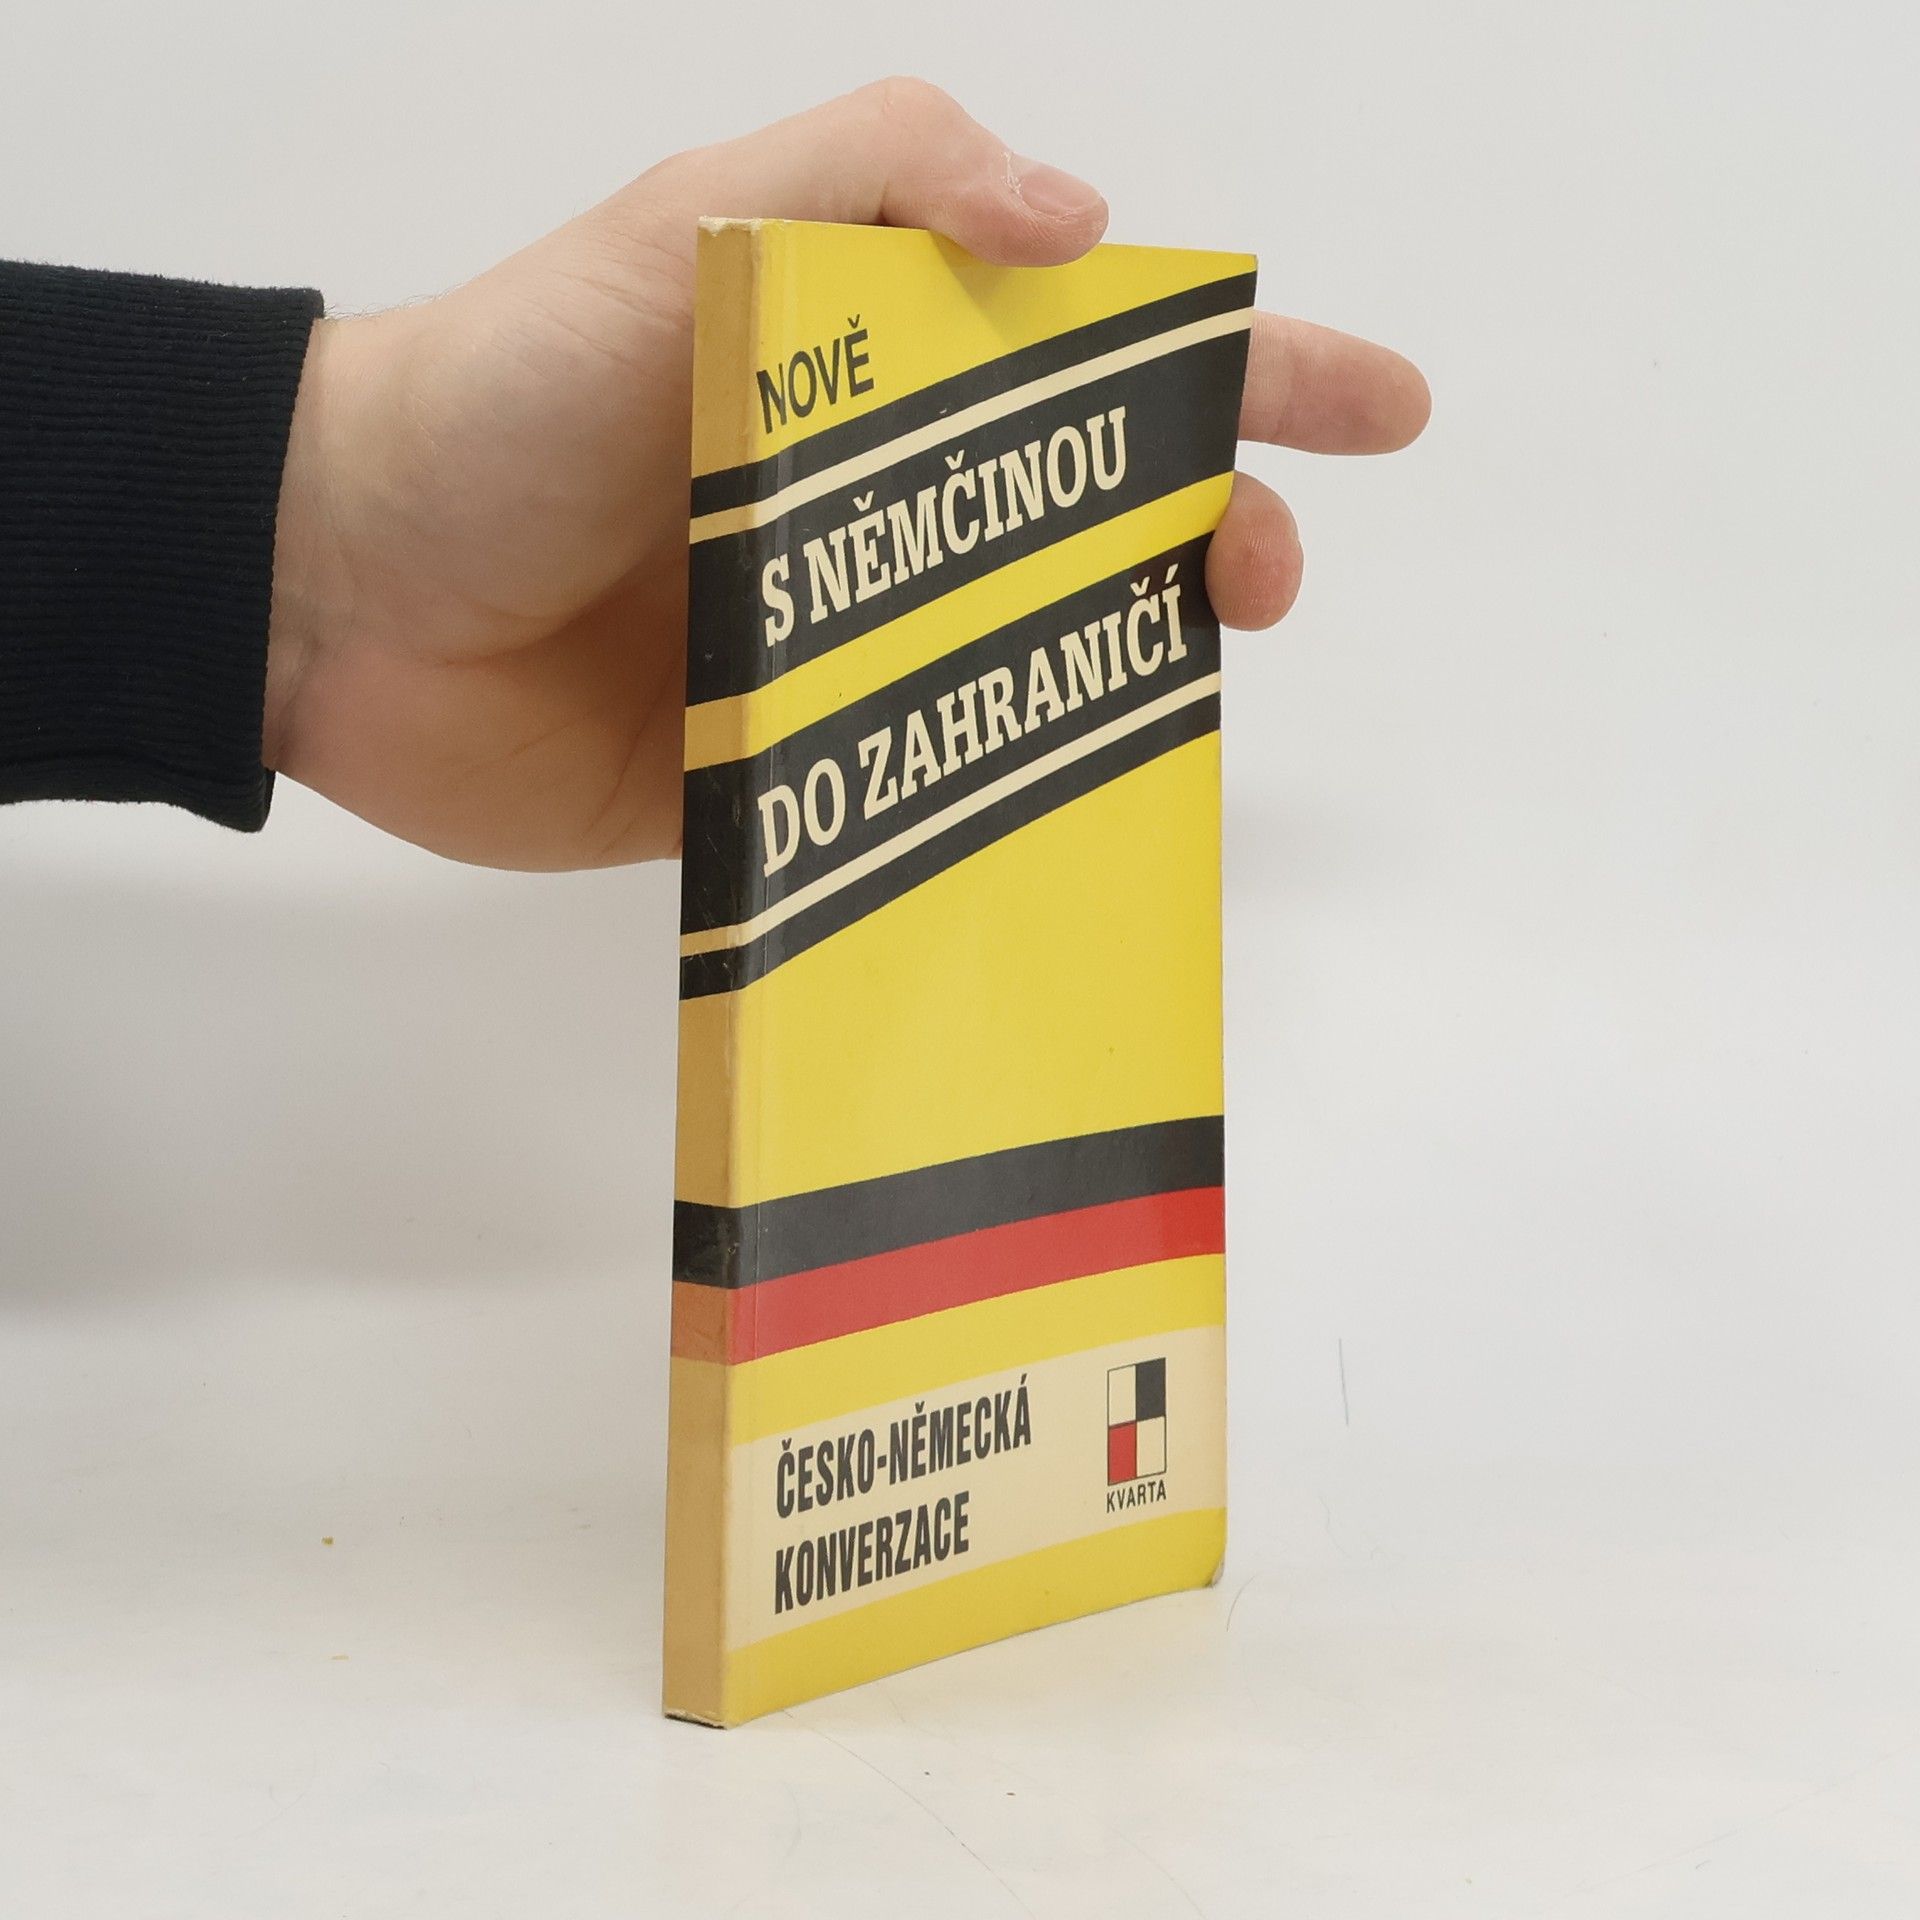 NOVĚ
S NĚMČINOU
DO ZAHRANIČÍ
ČESKO-NĚMECKÁ
KONVERZACE
KVARTA